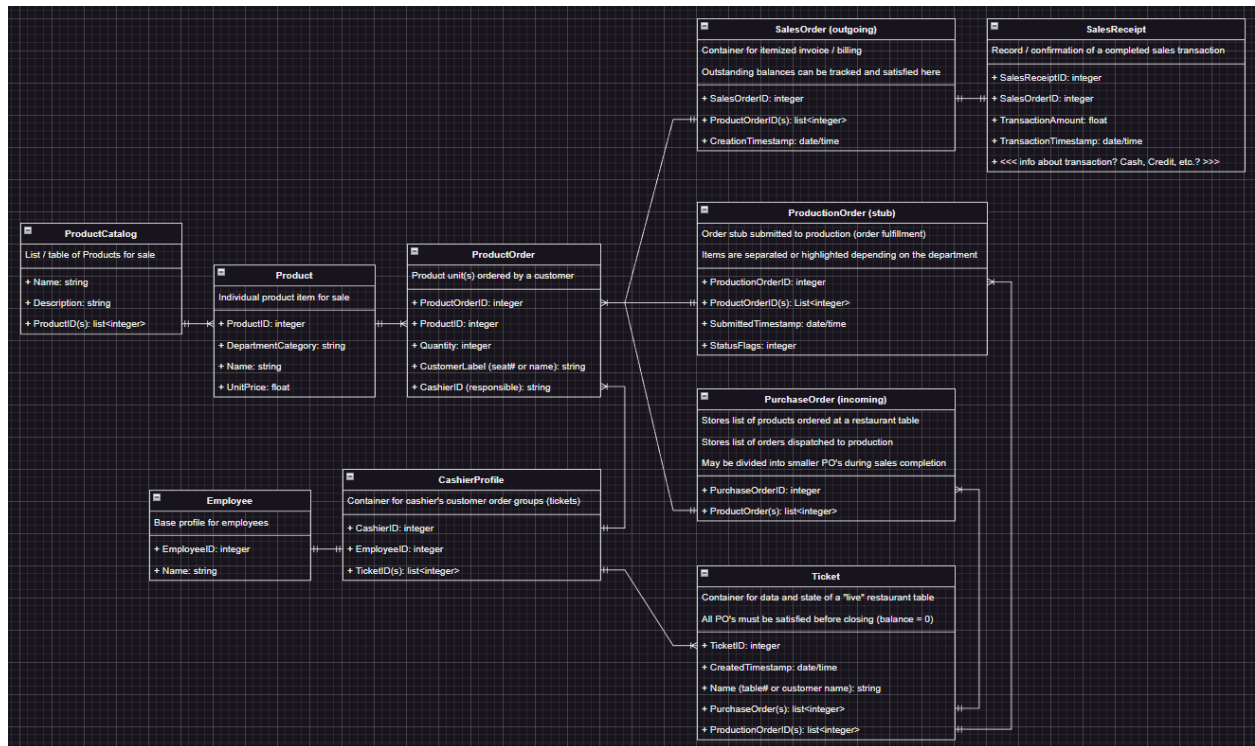 SalesOrder (outgoing)
Container for itemized invoice / billing
Outstanding balances can be tracked and satisfied here
+ SalesOrderID: integer
+ ProductOrderID(s): list<integer>
+ CreationTimestamp: date/time
SalesReceipt
Record / confirmation of a completed sales transaction
+ SalesReceiptID: integer
+ SalesOrderID: integer
+ TransactionAmount: float
+ TransactionTimestamp: date/time
+ <<< info about transaction? Cash, Credit, etc.? >>>
ProductCatalog
List / table of Products for sale
+ Name: string
+ Description: string
+ ProductID(s): list<integer>
Product
Individual product item for sale
+ ProductID: integer
+ DepartmentCategory: string
+ Name: string
+ UnitPrice: float
ProductOrder
Product unit(s) ordered by a customer
+ ProductOrderID: integer
+ ProductID: integer
+ Quantity: integer
+ CustomerLabel (seat# or name): string
+ CashierID (responsible): string
ProductionOrder (stub)
Order stub submitted to production (order fulfillment)
Items are separated or highlighted depending on the department
+ ProductionOrderID: integer
+ ProductOrderID(s): List<integer>
+ SubmittedTimestamp: date/time
+ StatusFlags: integer
PurchaseOrder (incoming)
Stores list of products ordered at a restaurant table
Stores list of orders dispatched to production
May be divided into smaller PO's during sales completion
+ PurchaseOrderID: integer
+ ProductOrder(s): list<integer>
Employee
Base profile for employees
+ EmployeeID: integer
+ Name: string
CashierProfile
Container for cashier's customer order groups (tickets)
+ CashierID: integer
+ EmployeeID: integer
+ TicketID(s): list<integer>
Ticket
Container for data and state of a "live" restaurant table
All PO's must be satisfied before closing (balance = 0)
+ TicketID: integer
+ CreatedTimestamp: date/time
+ Name (table# or customer name): string
+ PurchaseOrder(s): list<integer>
+ ProductionOrderID(s): list<integer>